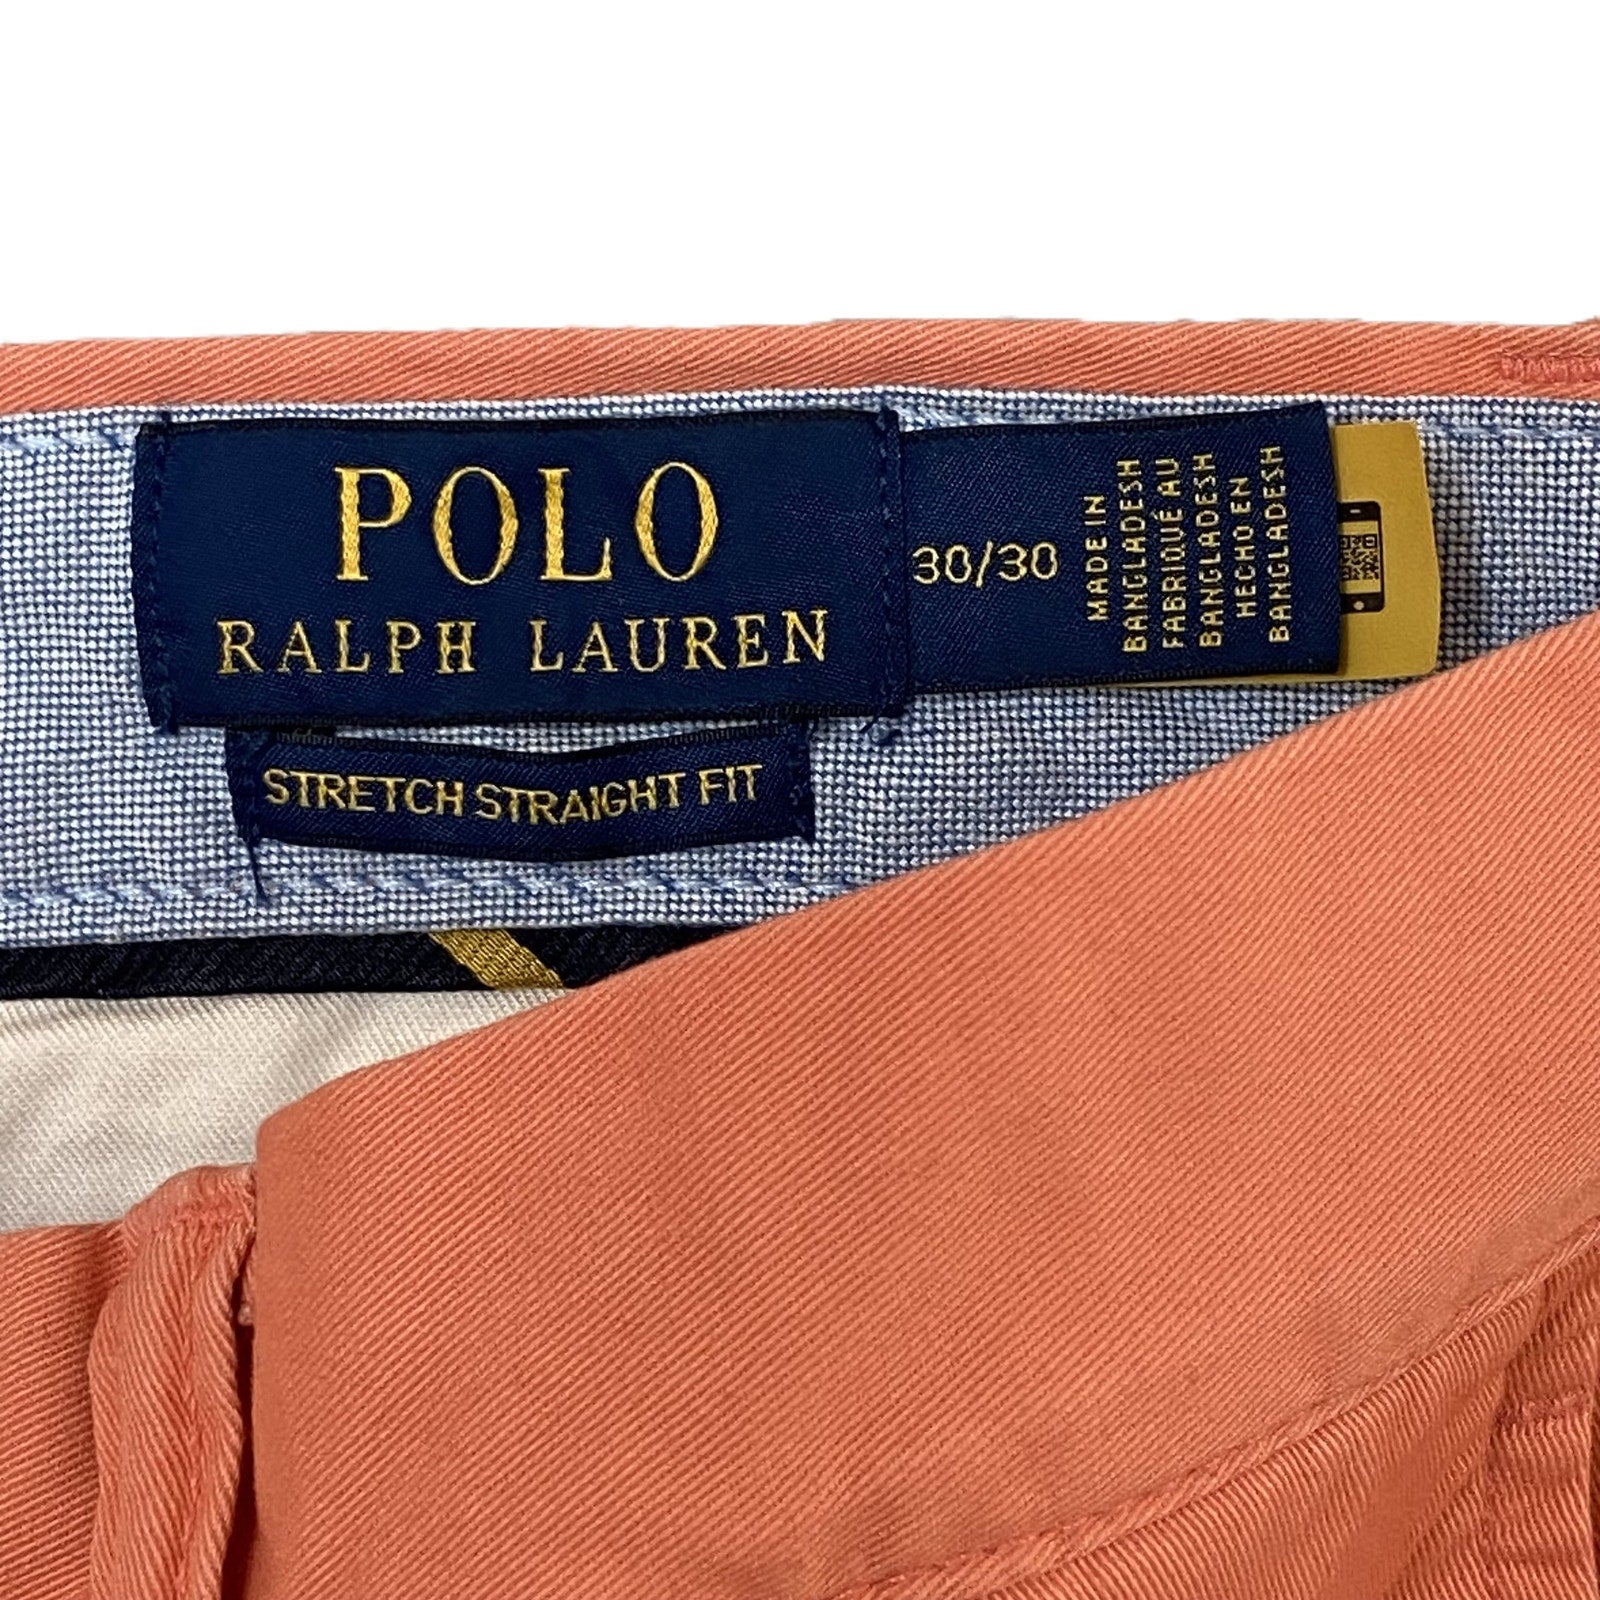 POLO
RALPH LAUREN
STRETCH STRAIGHT FIT
30/30
MADE IN
BANGLADESH
FABRIQUÉ AU
BANGLADESH
HECHO EN
BANGLADESH